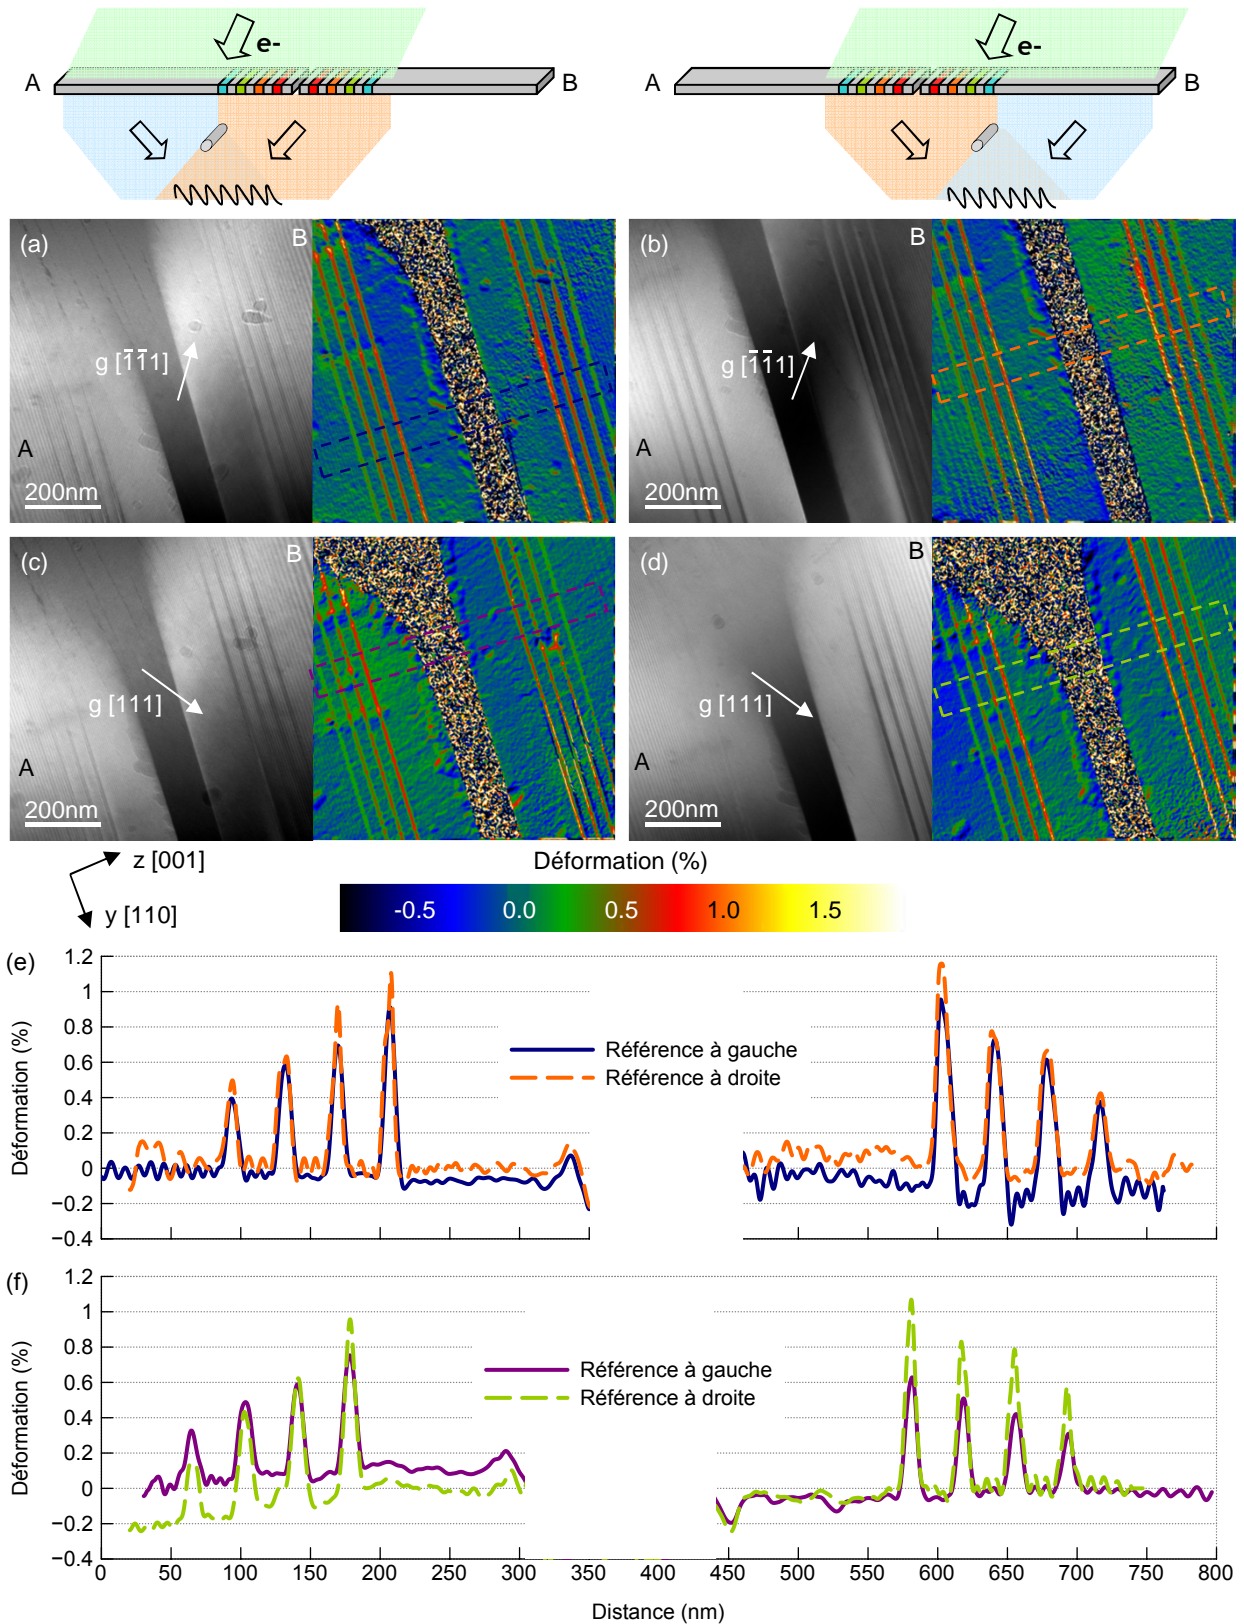 e- e-
A B A B
(a) B (b) B
g [1̅1̅1] g [1̅1̅1]
A A
200nm 200nm
(c) B (d) B
g [111] g [111]
A A
200nm 200nm
z [001] Déformation (%)
y [110] -0.5 0.0 0.5 1.0 1.5
(e) 1.2
1
0.8
0.6
0.4
0.2
0
−0.2
−0.4
Déformation (%)
Référence à gauche
Référence à droite
(f) 1.2
1
0.8
0.6
0.4
0.2
0
−0.2
−0.4
Déformation (%)
Référence à gauche
Référence à droite
0 50 100 150 200 250 300 350 400 450 500 550 600 650 700 750 800
Distance (nm)